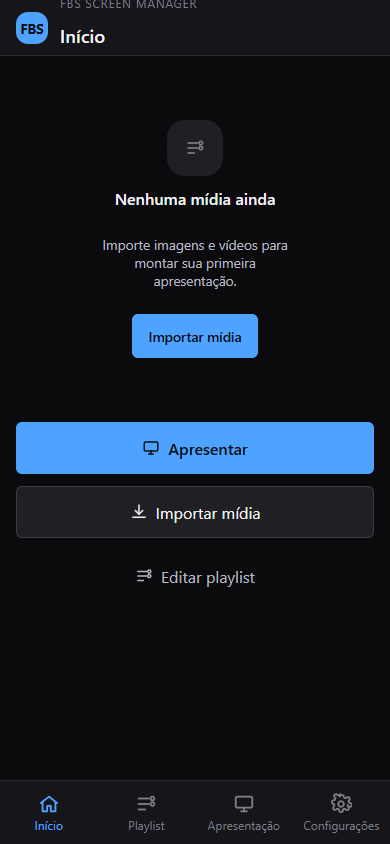 FBS SCREEN MANAGER
FBS
Início
Nenhuma mídia ainda
Importe imagens e vídeos para
montar sua primeira
apresentação.
Importar mídia
Apresentar
Importar mídia
Editar playlist
Início
Playlist
Apresentação
Configurações